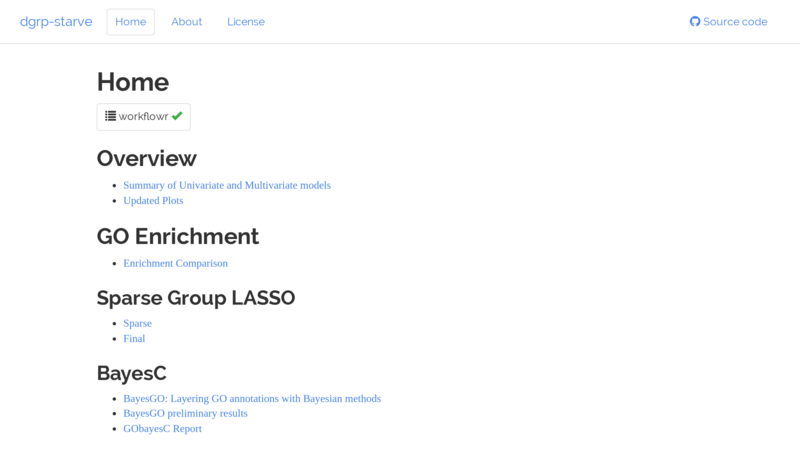 dgrp-starve Home About License Source code
Home
workflowr
Overview
Summary of Univariate and Multivariate models
Updated Plots
GO Enrichment
Enrichment Comparison
Sparse Group LASSO
Sparse
Final
BayesC
BayesGO: Layering GO annotations with Bayesian methods
BayesGO preliminary results
GObayesC Report